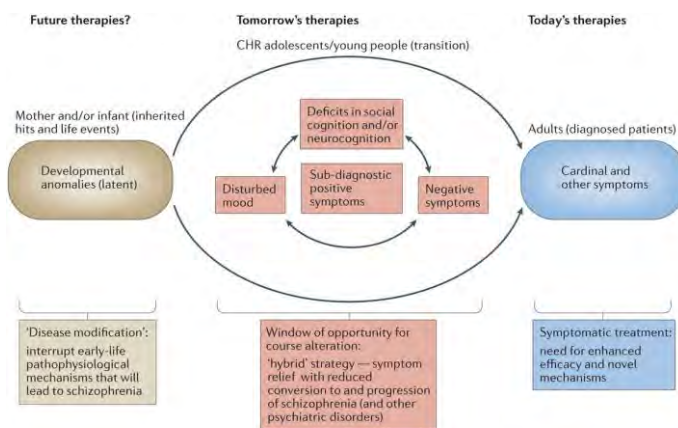 Future therapies?
Tomorrow's therapies
Today's therapies
CHR adolescents/young people (transition)
Mother and/or infant (inherited
hits and life events)
Adults (diagnosed patients)
Developmental
anomalies (latent)
Deficits in social
cognition and/or
neurocognition
Disturbed
mood
Sub-diagnostic
positive
symptoms
Negative
symptoms
Cardinal and
other symptoms
'Disease modification':
interrupt early-life
pathophysiological
mechanisms that will
lead to schizophrenia
Window of opportunity for
course alteration:
'hybrid' strategy — symptom
relief with reduced
conversion to and progression
of schizophrenia (and other
psychiatric disorders)
Symptomatic treatment:
need for enhanced
efficacy and novel
mechanisms